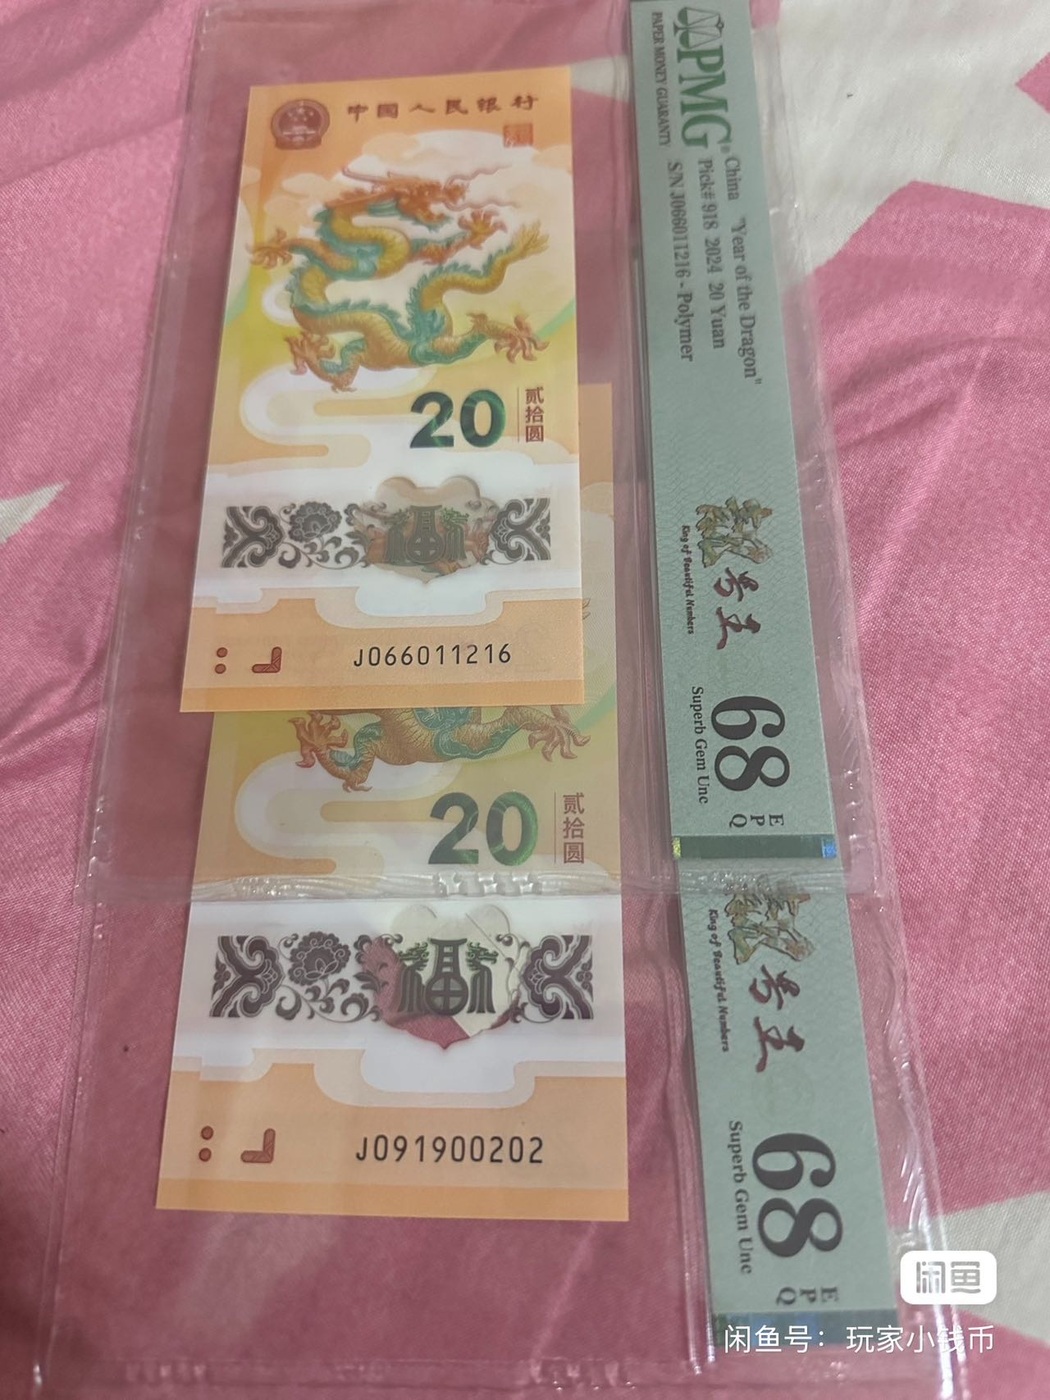 中国人民银行
20
贰拾圆
福
J066011216
20
贰拾圆
福
J091900202
PMG
PAPER MONEY GUARANTY
China "Year of the Dragon"
Pick# 918 2024 20 Yuan
S/N J066011216 - Polymer
号王
King of Beautiful Numbers
68
EPQ
Superb Gem Unc
号王
King of Beautiful Numbers
68
EPQ
Superb Gem Unc
闲鱼
闲鱼号：玩家小钱币